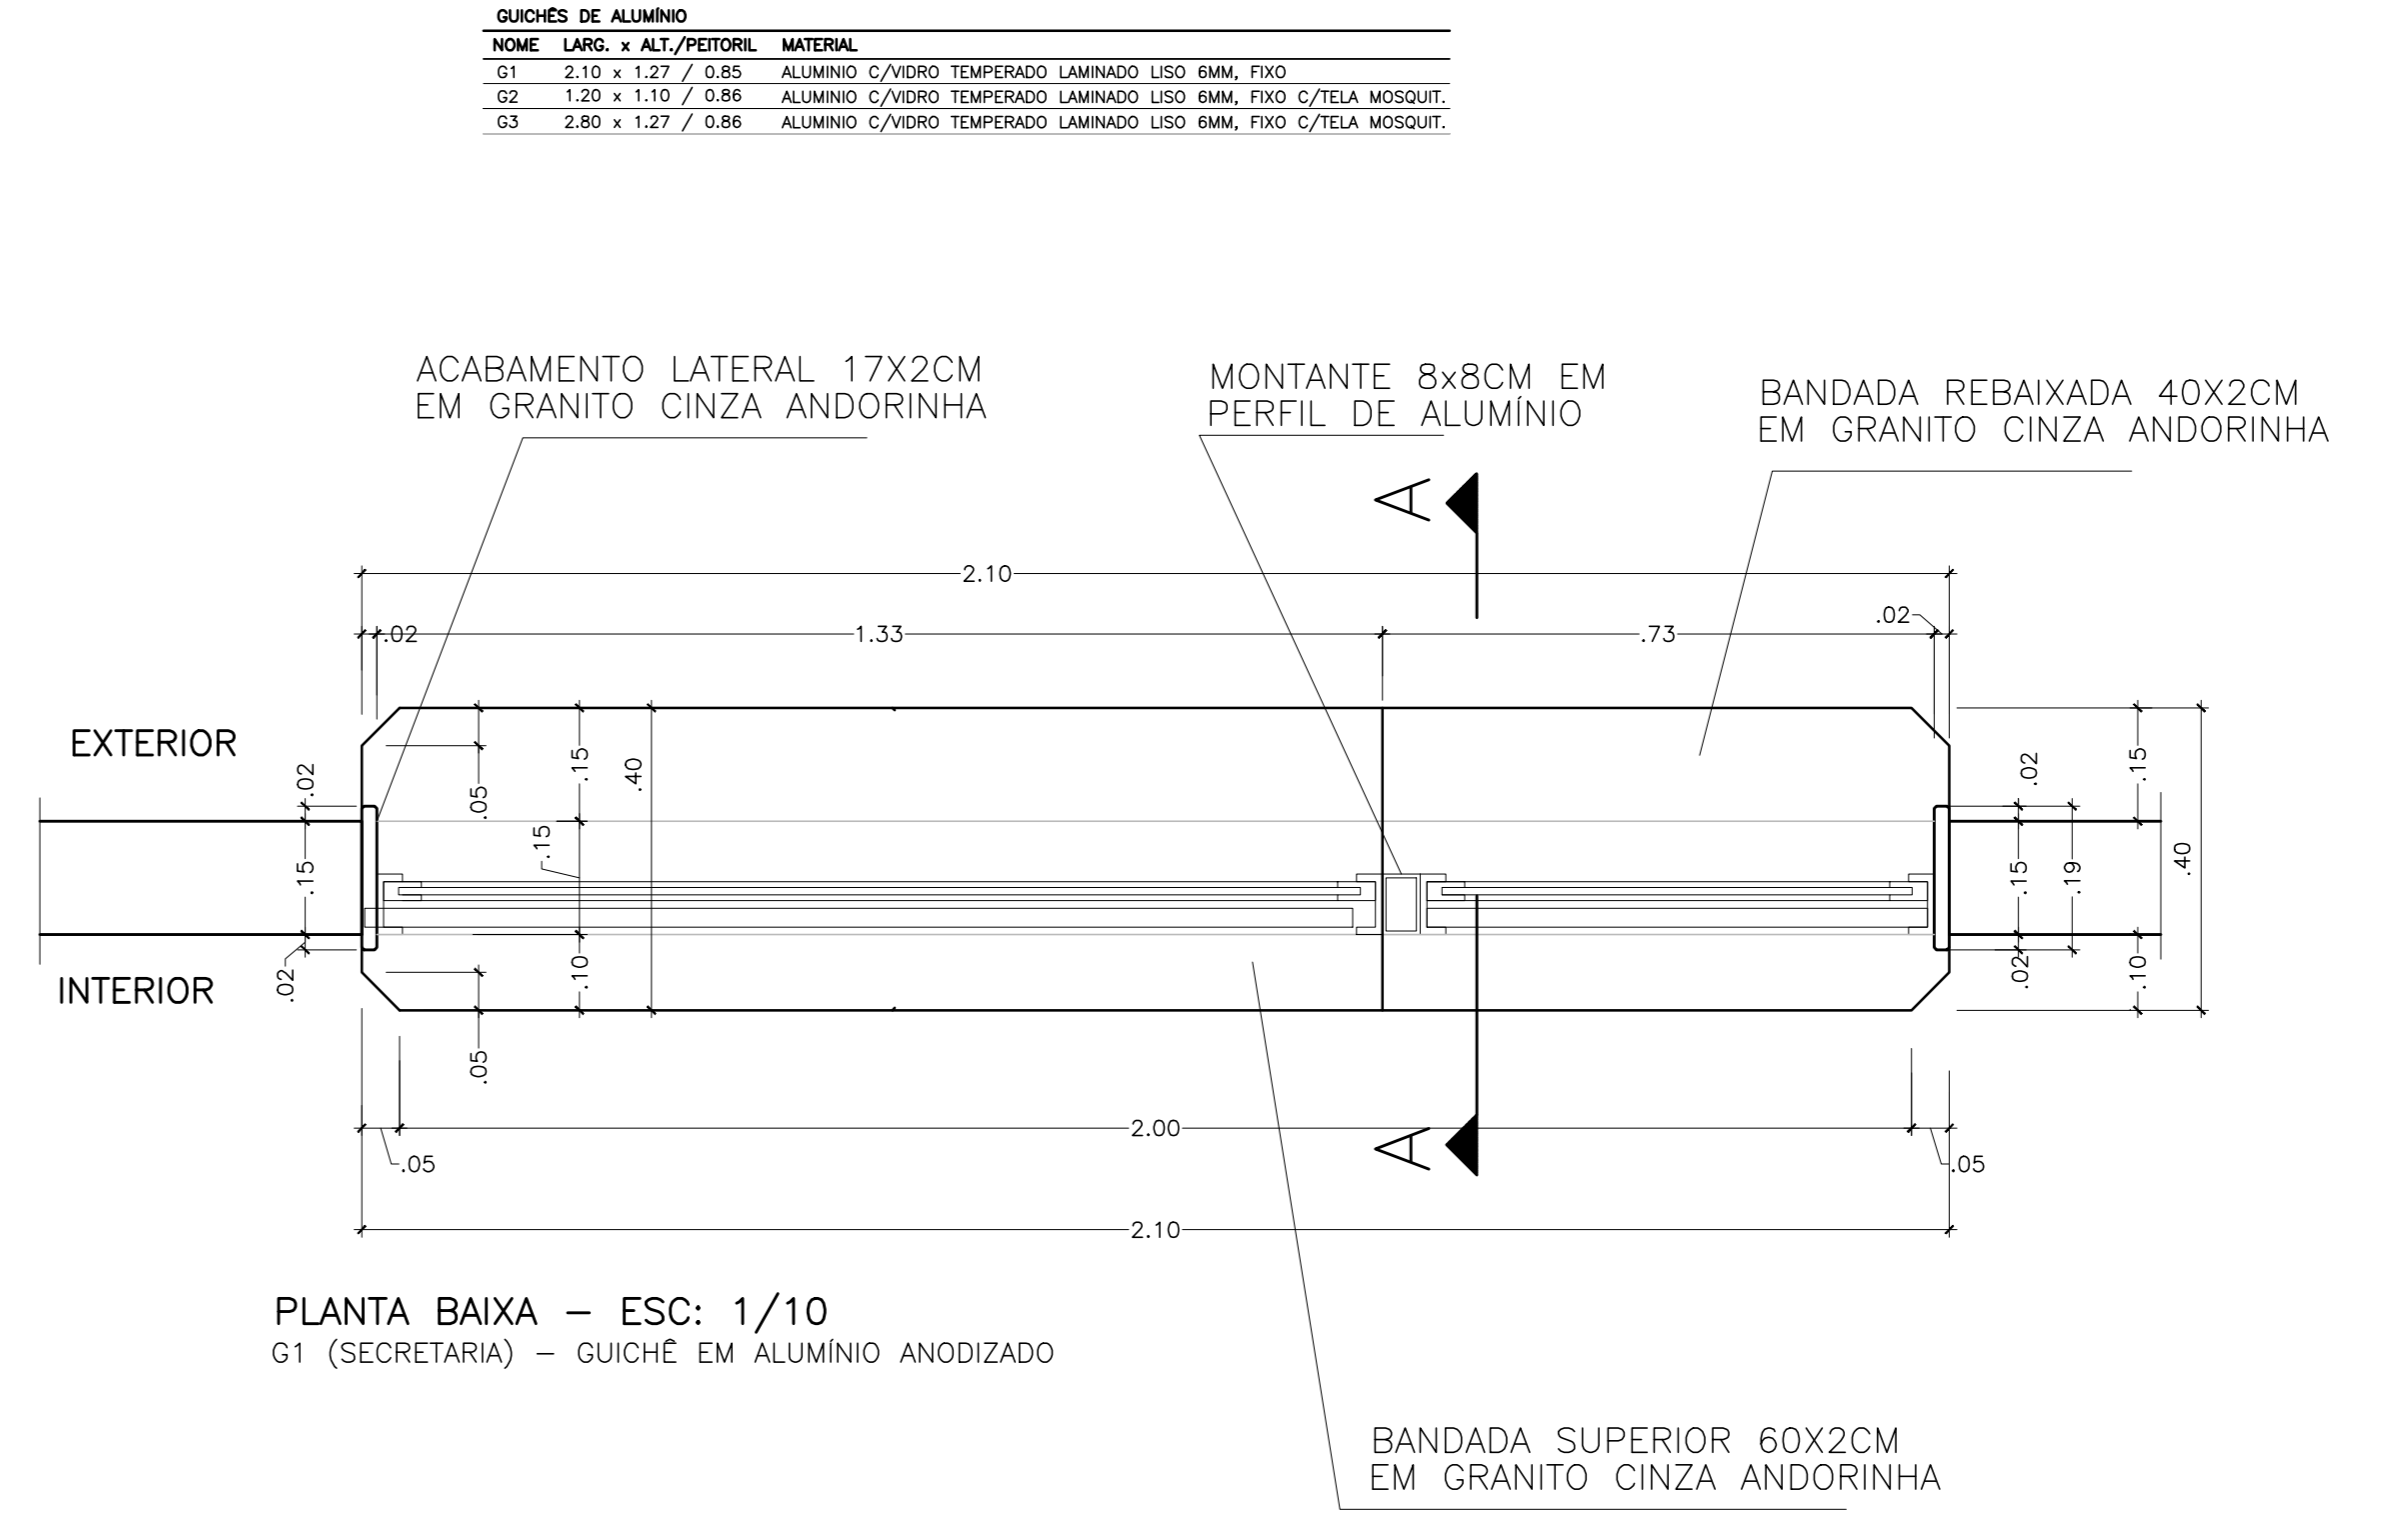 GUICHÊS DE ALUMÍNIO
NOME LARG. x ALT./PEITORIL MATERIAL
G1 2.10 x 1.27 / 0.85 ALUMINIO C/VIDRO TEMPERADO LAMINADO LISO 6MM, FIXO
G2 1.20 x 1.10 / 0.86 ALUMINIO C/VIDRO TEMPERADO LAMINADO LISO 6MM, FIXO C/TELA MOSQUIT.
G3 2.80 x 1.27 / 0.86 ALUMINIO C/VIDRO TEMPERADO LAMINADO LISO 6MM, FIXO C/TELA MOSQUIT.
ACABAMENTO LATERAL 17X2CM
EM GRANITO CINZA ANDORINHA
MONTANTE 8x8CM EM
PERFIL DE ALUMÍNIO
BANDADA REBAIXADA 40X2CM
EM GRANITO CINZA ANDORINHA
A
2.10
.02
1.33
.73
.02
EXTERIOR
.02
.15
.05
.15
.15
.40
.02
.15
.15
.19
.40
INTERIOR
.02
.10
.05
.02
.10
2.00
A
.05
.05
2.10
PLANTA BAIXA – ESC: 1/10
G1 (SECRETARIA) – GUICHÊ EM ALUMÍNIO ANODIZADO
BANDADA SUPERIOR 60X2CM
EM GRANITO CINZA ANDORINHA